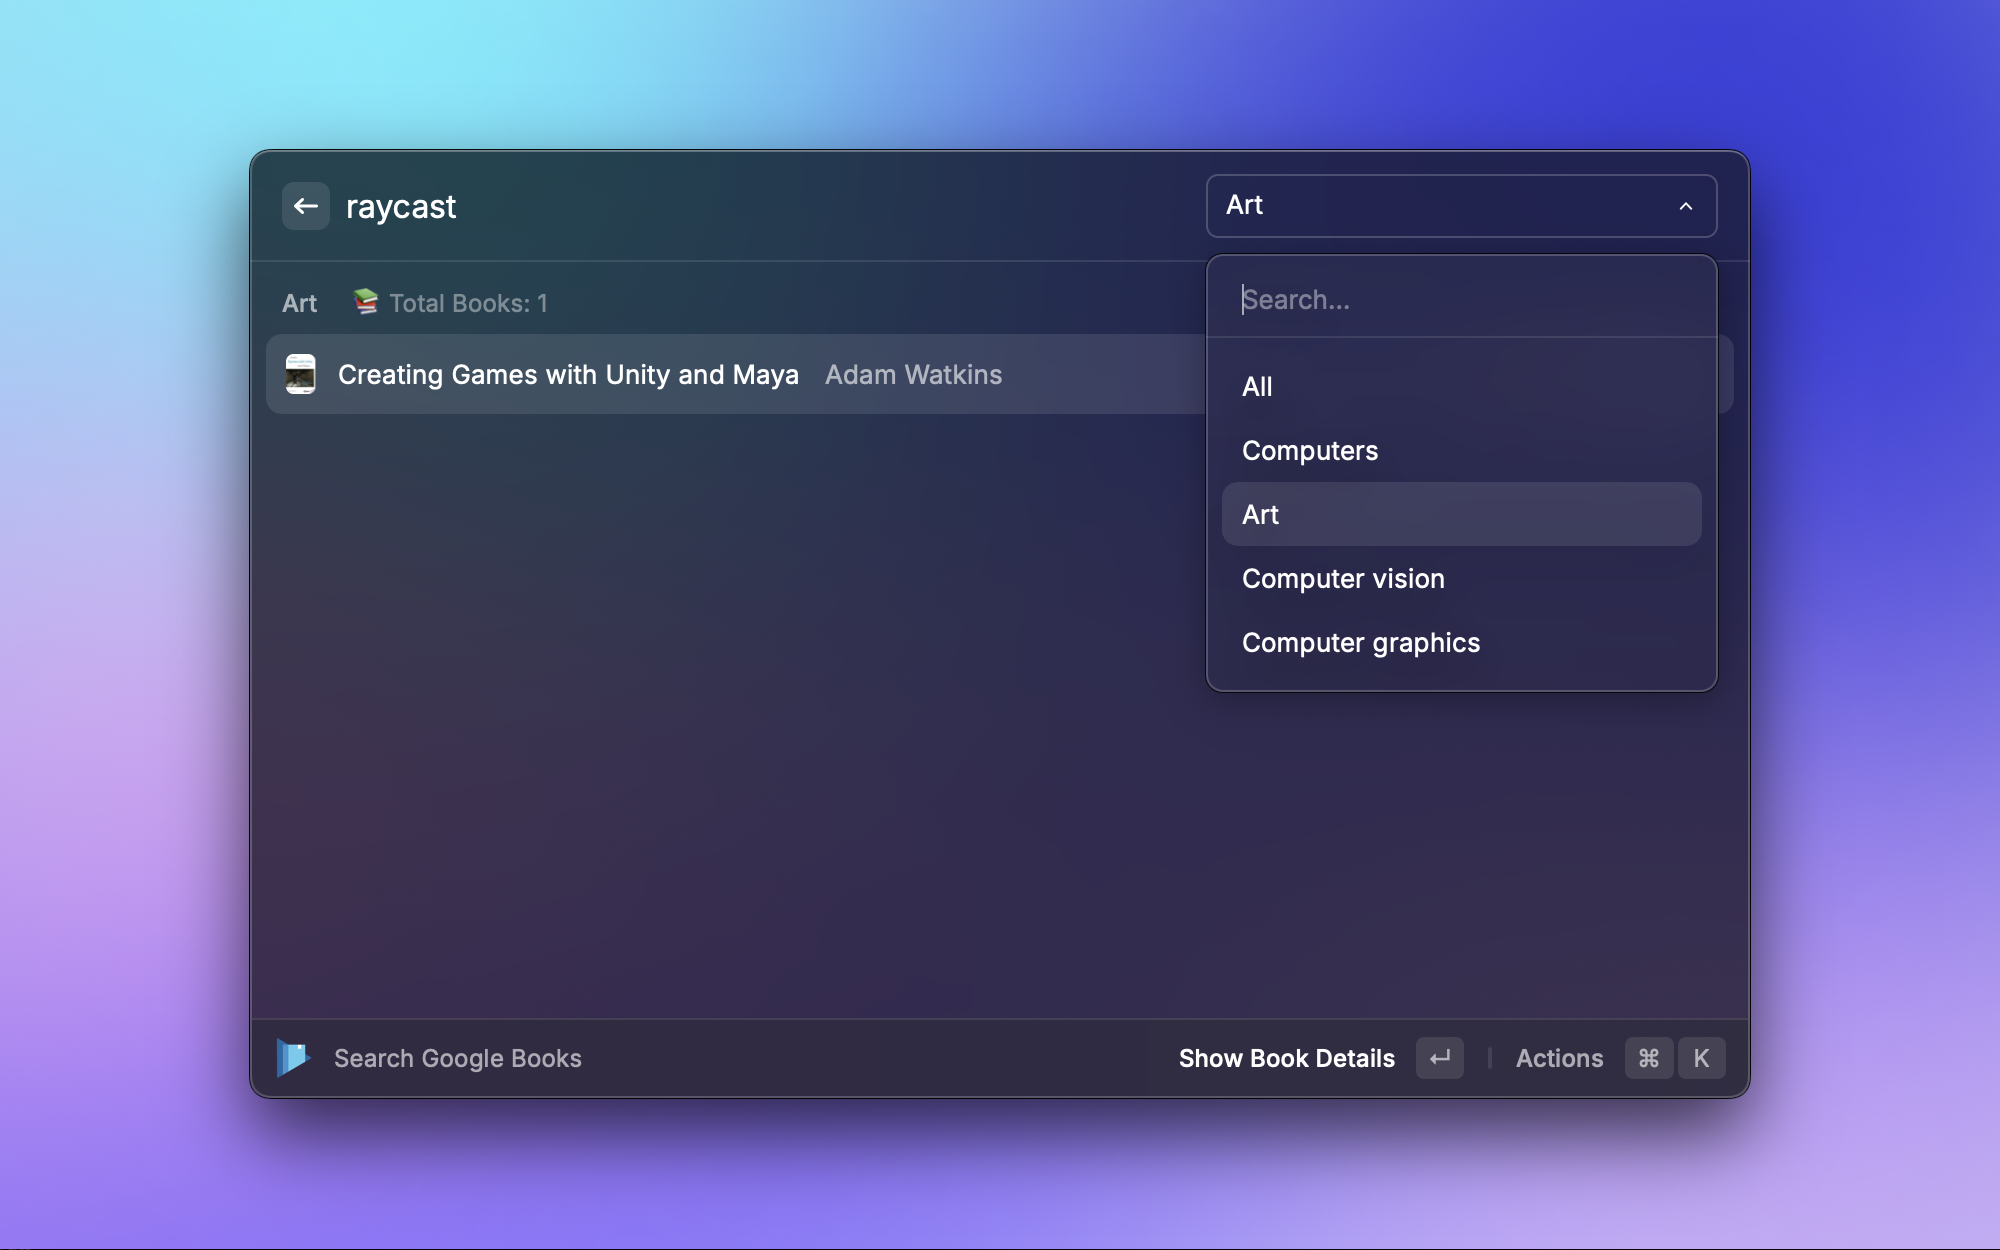 raycast
Art
Art 📚 Total Books: 1
Creating Games with Unity and Maya Adam Watkins
Search...
All
Computers
Art
Computer vision
Computer graphics
Search Google Books
Show Book Details ↵
Actions ⌘ K